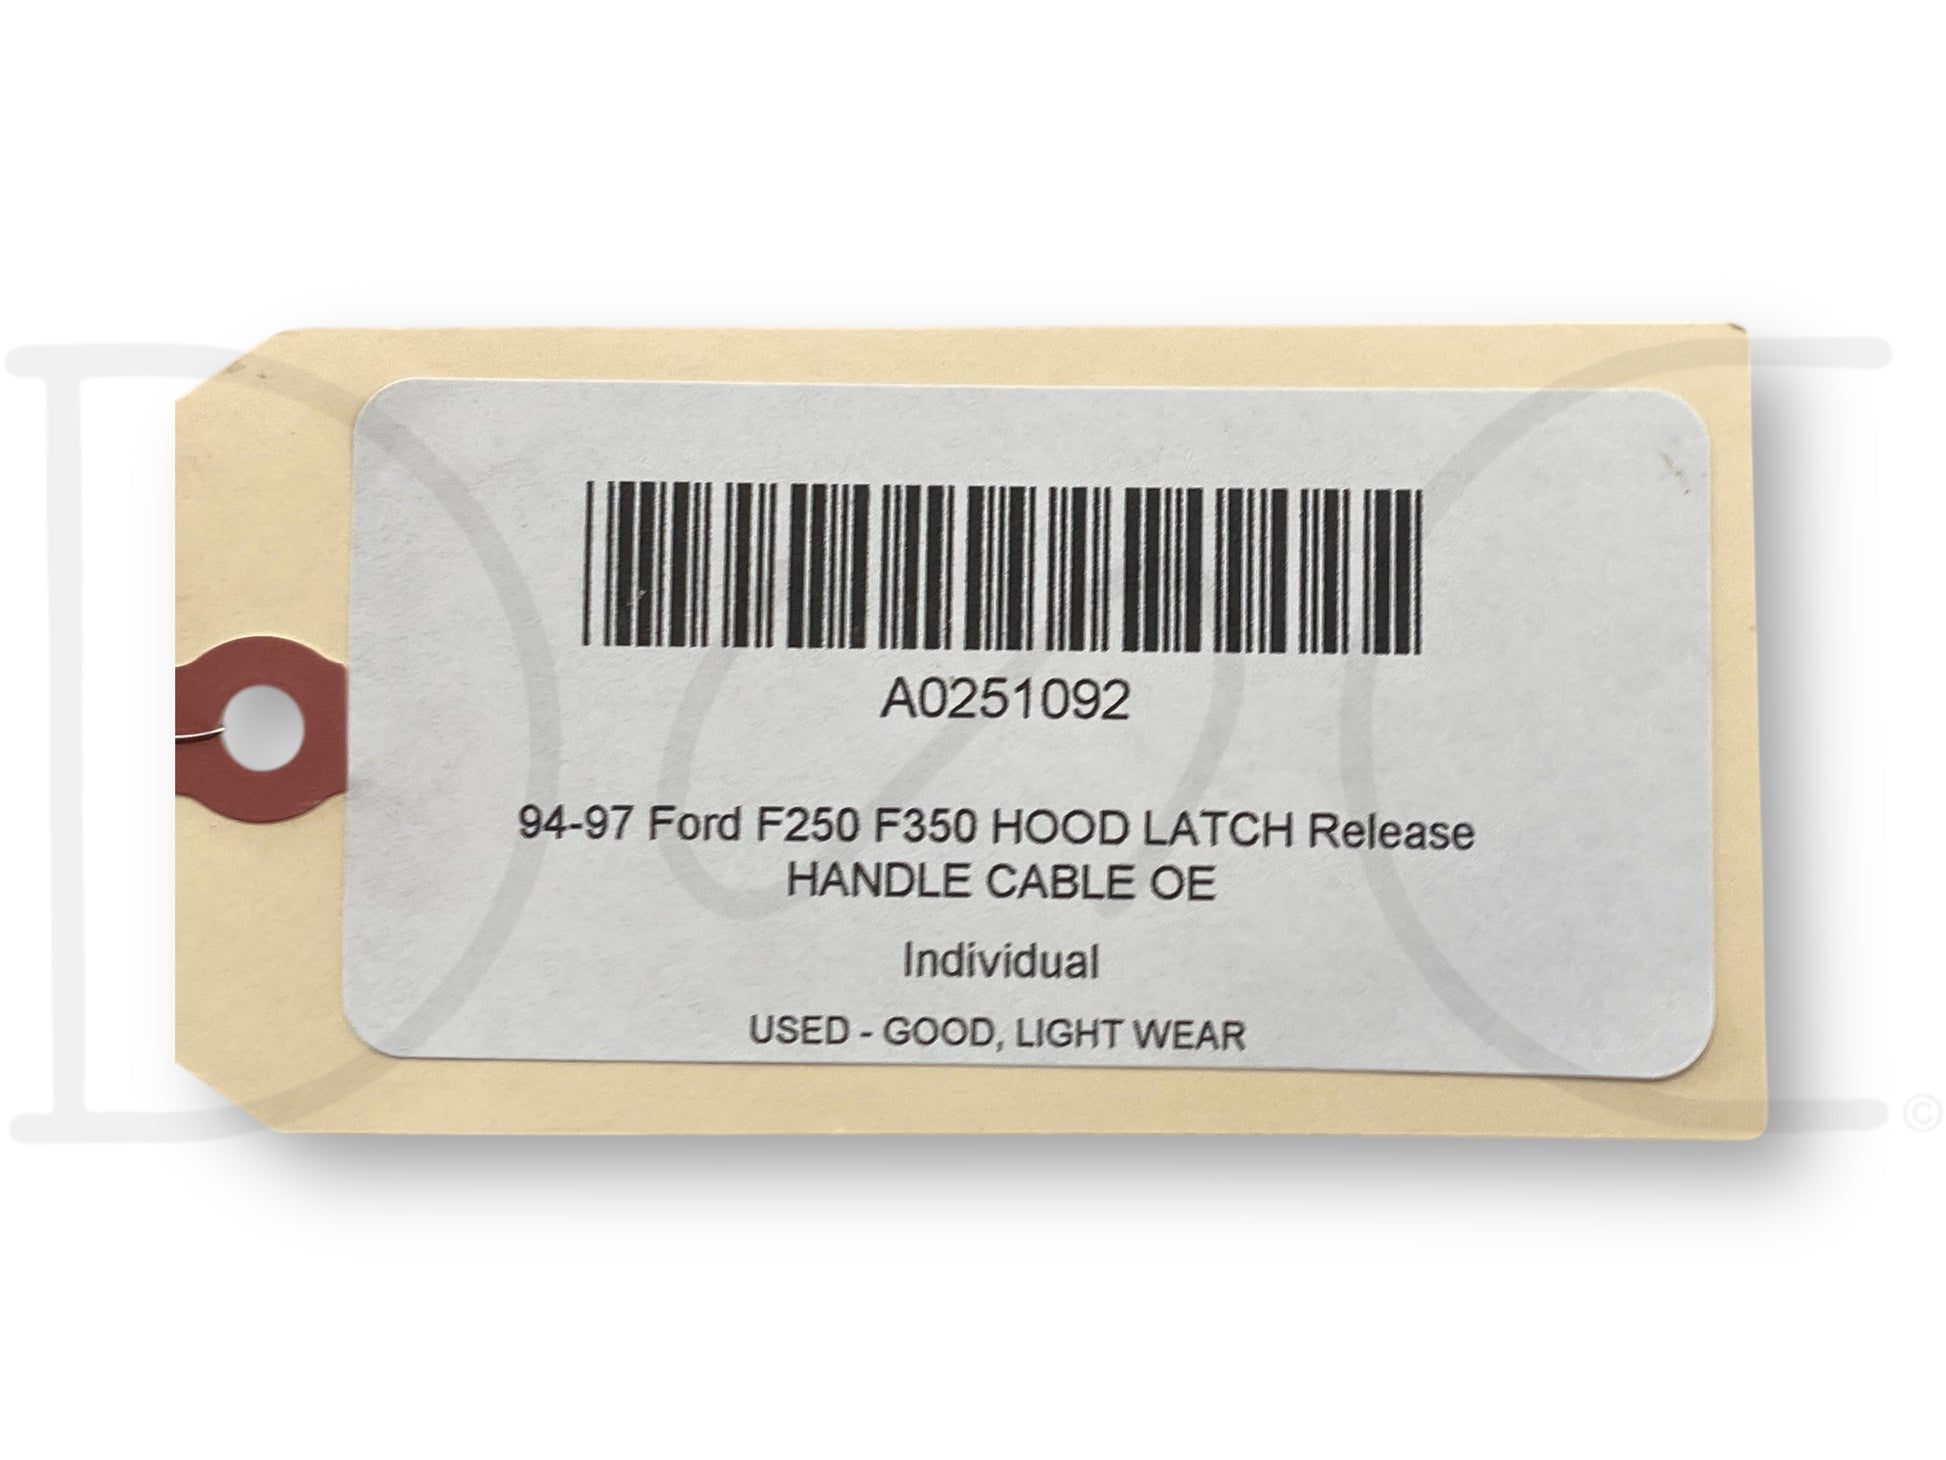 A0251092
94-97 Ford F250 F350 HOOD LATCH Release
HANDLE CABLE OE
Individual
USED - GOOD, LIGHT WEAR
©